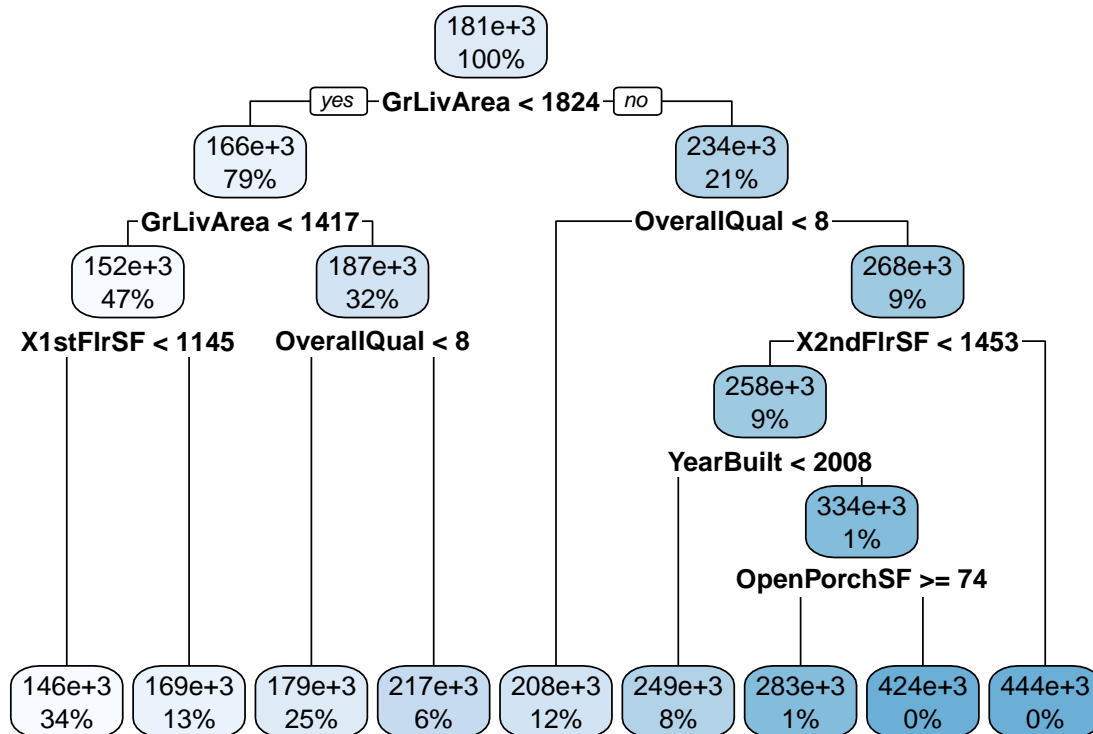 181e+3
100%
yes GrLivArea < 1824 no
166e+3 234e+3
79% 21%
GrLivArea < 1417 OverallQual < 8
152e+3 187e+3 268e+3
47% 32% 9%
X1stFlrSF < 1145 OverallQual < 8 X2ndFlrSF < 1453
258e+3
9%
YearBuilt < 2008
334e+3
1%
OpenPorchSF >= 74
146e+3 169e+3 179e+3 217e+3 208e+3 249e+3 283e+3 424e+3 444e+3
34% 13% 25% 6% 12% 8% 1% 0% 0%